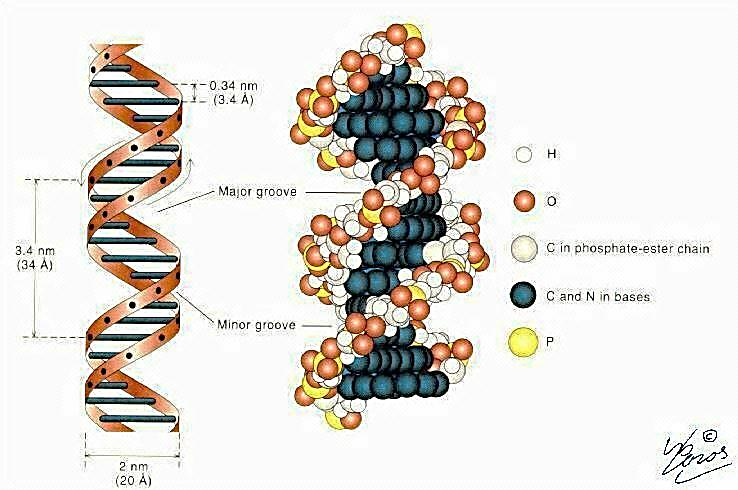 0.34 nm
(3.4 Å)
Major groove
3.4 nm
(34 Å)
Minor groove
2 nm
(20 Å)
H
O
C in phosphate-ester chain
C and N in bases
P
©